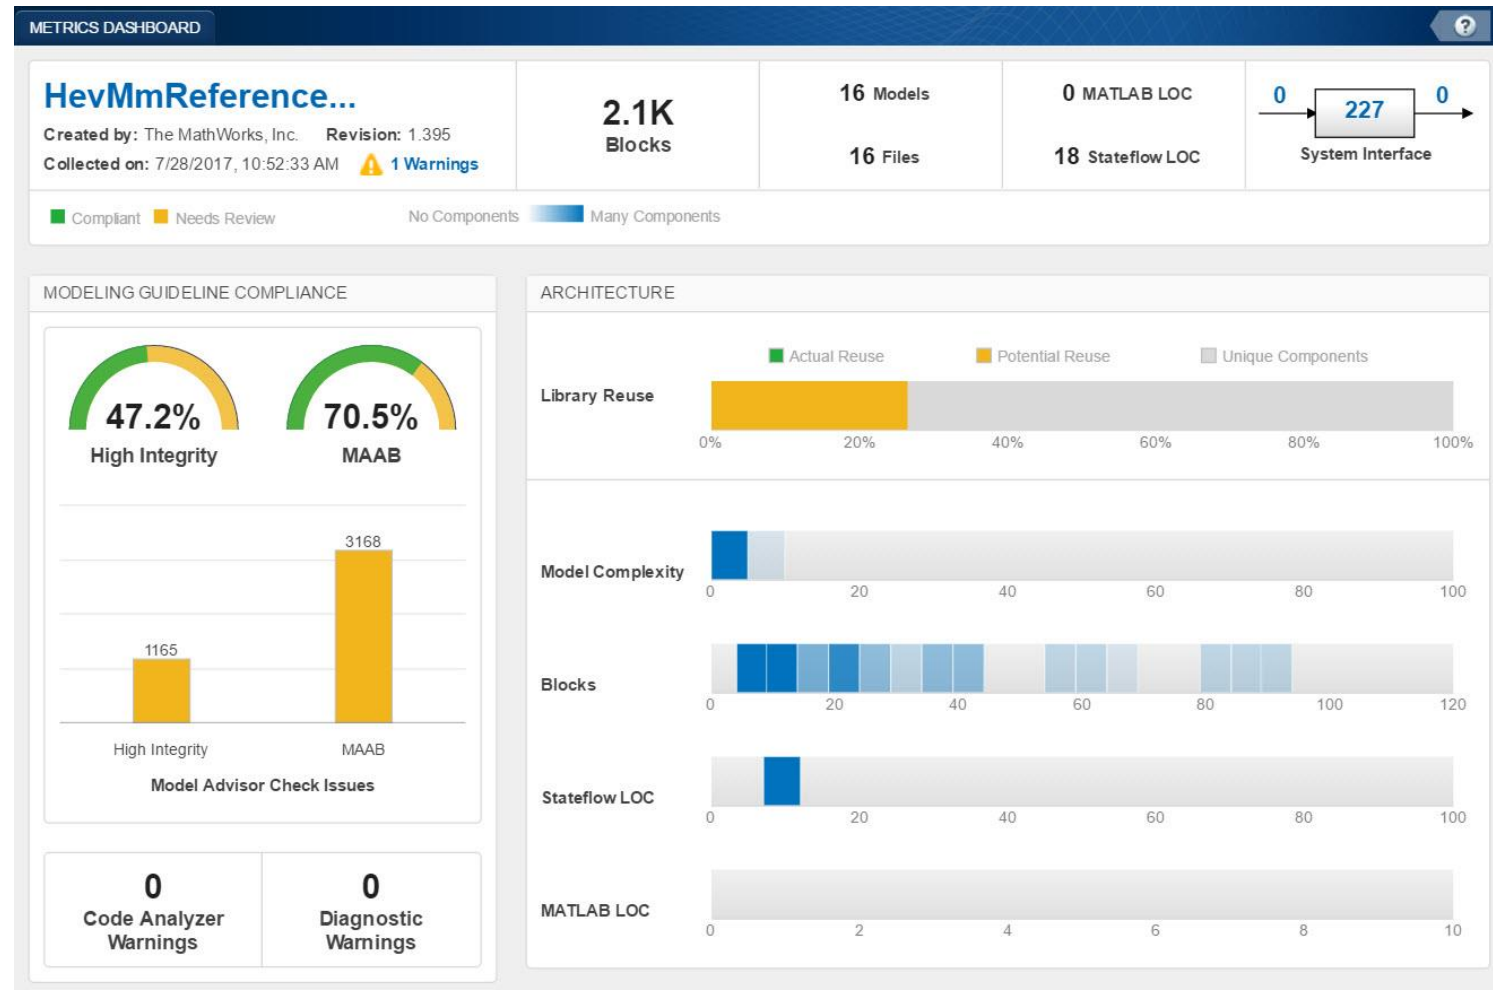 METRICS DASHBOARD
?
HevMmReference...
Created by: The MathWorks, Inc. Revision: 1.395
Collected on: 7/28/2017, 10:52:33 AM 1 Warnings
2.1K
Blocks
16 Models
16 Files
0 MATLAB LOC
18 Stateflow LOC
0 227 0
System Interface
Compliant Needs Review No Components Many Components
MODELING GUIDELINE COMPLIANCE
47.2% 70.5%
High Integrity MAAB
3168
1165
High Integrity MAAB
Model Advisor Check Issues
0
Code Analyzer
Warnings
0
Diagnostic
Warnings
ARCHITECTURE
Actual Reuse Potential Reuse Unique Components
Library Reuse
0% 20% 40% 60% 80% 100%
Model Complexity
0 20 40 60 80 100
Blocks
0 20 40 60 80 100 120
Stateflow LOC
0 20 40 60 80 100
MATLAB LOC
0 2 4 6 8 10